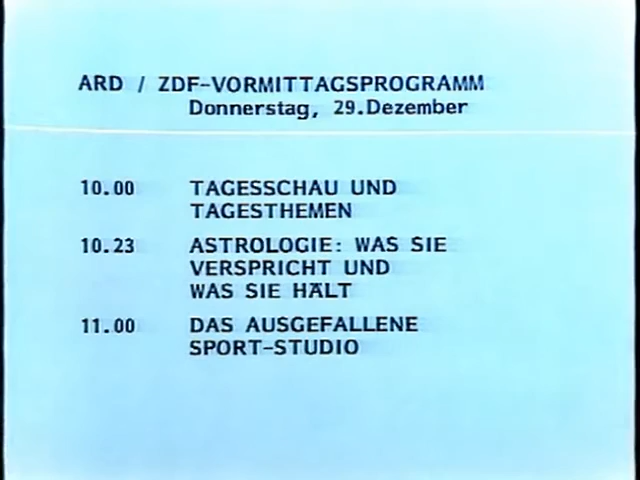 ARD / ZDF-VORMITTAGSPROGRAMM
Donnerstag, 29.Dezember
10.00 TAGESSCHAU UND
TAGESTHEMEN
10.23 ASTROLOGIE: WAS SIE
VERSPRICHT UND
WAS SIE HÄLT
11.00 DAS AUSGEFALLENE
SPORT-STUDIO